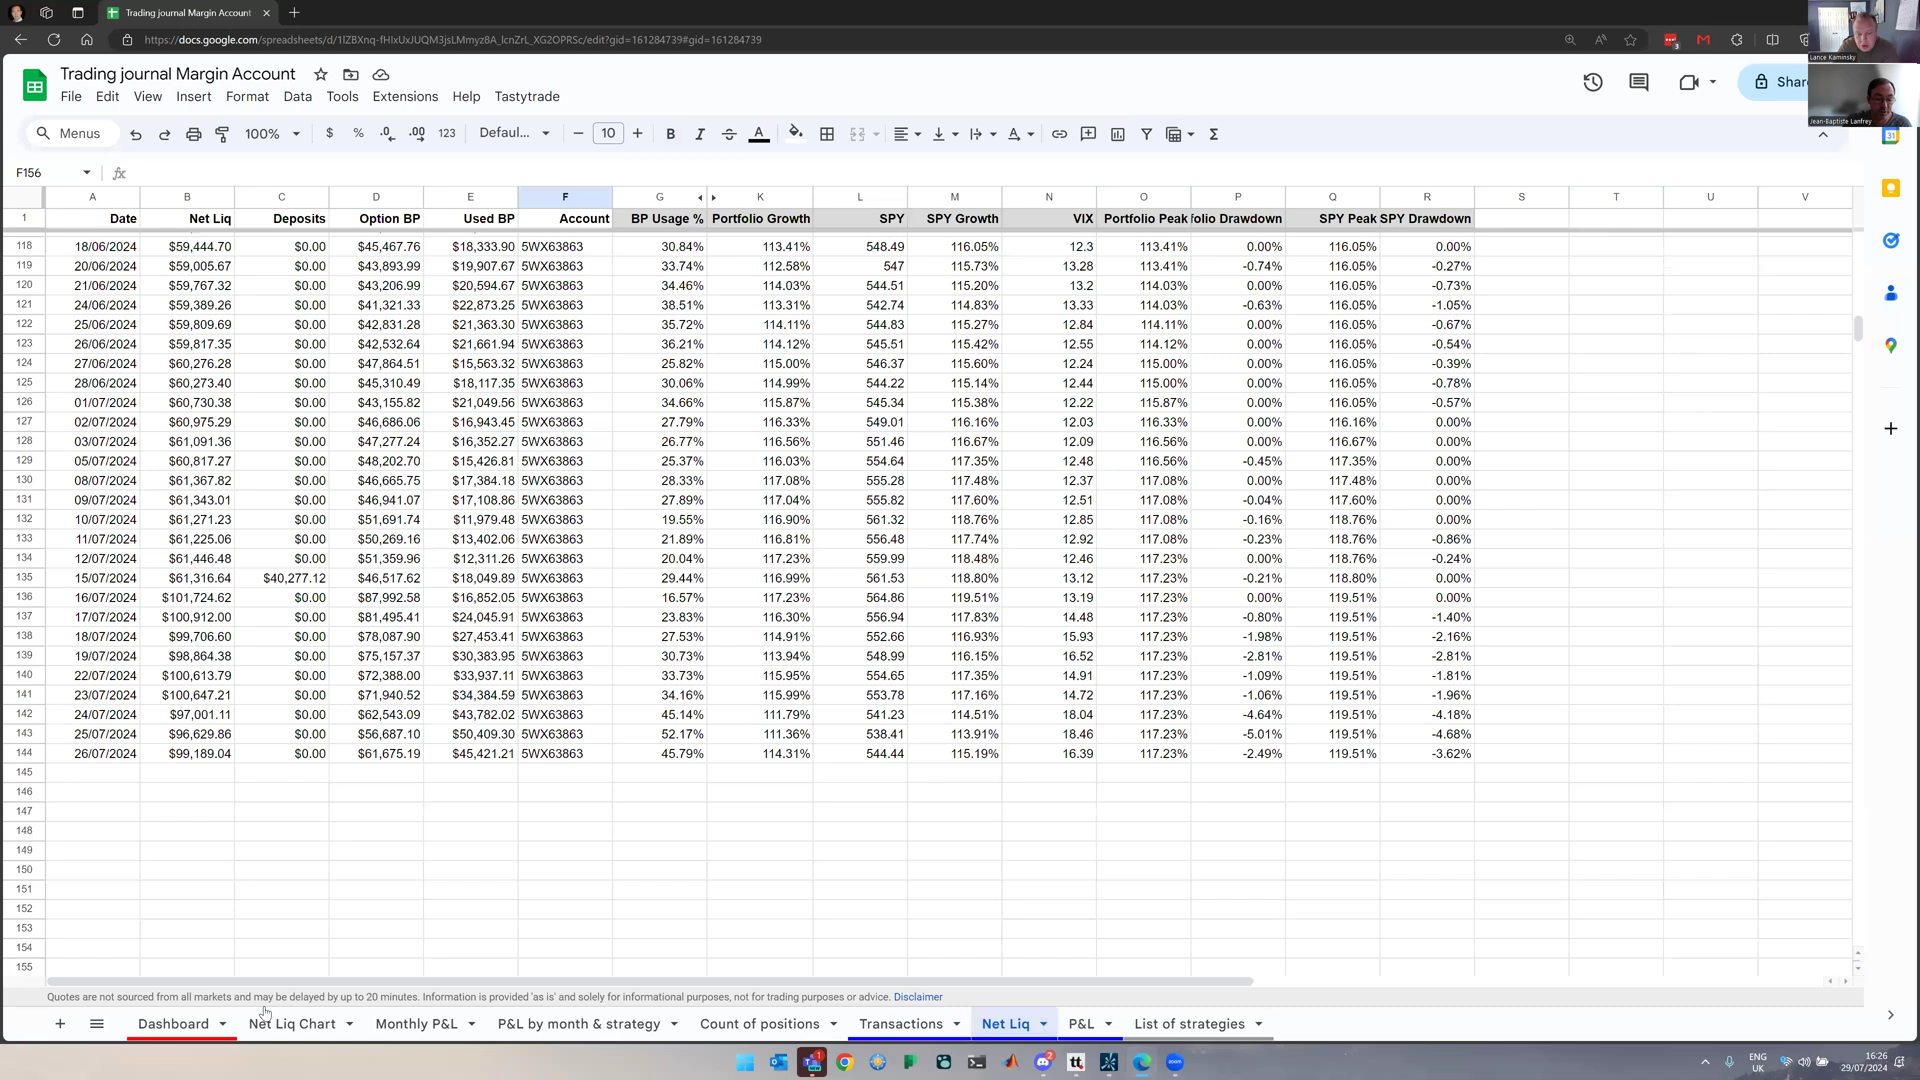 Trading journal Margin Account
https://docs.google.com/spreadsheets/d/1IZBXnq-fHIxUxJUQM3jsLMmyz8A_lcnZrL_XG2OPRSc/edit?gid=161284739#gid=161284739
Lance Kaminsky
Jean-Baptiste Lanfrey
Trading journal Margin Account
Share
File Edit View Insert Format Data Tools Extensions Help Tastytrade
Menus 100% $ % .0 .00 123 Defaul... 10 B I A Σ
F156 fx
A B C D E F G K L M N O P Q R S T U V
1 Date Net Liq Deposits Option BP Used BP Account BP Usage % Portfolio Growth SPY SPY Growth VIX Portfolio Peak folio Drawdown SPY Peak SPY Drawdown
118 18/06/2024 $59,444.70 $0.00 $45,467.76 $18,333.90 5WX63863 30.84% 113.41% 548.49 116.05% 12.3 113.41% 0.00% 116.05% 0.00%
119 20/06/2024 $59,005.67 $0.00 $43,893.99 $19,907.67 5WX63863 33.74% 112.58% 547 115.73% 13.28 113.41% -0.74% 116.05% -0.27%
120 21/06/2024 $59,767.32 $0.00 $43,206.99 $20,594.67 5WX63863 34.46% 114.03% 544.51 115.20% 13.2 114.03% 0.00% 116.05% -0.73%
121 24/06/2024 $59,389.26 $0.00 $41,321.33 $22,873.25 5WX63863 38.51% 113.31% 542.74 114.83% 13.33 114.03% -0.63% 116.05% -1.05%
122 25/06/2024 $59,809.69 $0.00 $42,831.28 $21,363.30 5WX63863 35.72% 114.11% 544.83 115.27% 12.84 114.11% 0.00% 116.05% -0.67%
123 26/06/2024 $59,817.35 $0.00 $42,532.64 $21,661.94 5WX63863 36.21% 114.12% 545.51 115.42% 12.55 114.12% 0.00% 116.05% -0.54%
124 27/06/2024 $60,276.28 $0.00 $47,864.51 $15,563.32 5WX63863 25.82% 115.00% 546.37 115.60% 12.24 115.00% 0.00% 116.05% -0.39%
125 28/06/2024 $60,273.40 $0.00 $45,310.49 $18,117.35 5WX63863 30.06% 114.99% 544.22 115.14% 12.44 115.00% 0.00% 116.05% -0.78%
126 01/07/2024 $60,730.38 $0.00 $43,155.82 $21,049.56 5WX63863 34.66% 115.87% 545.34 115.38% 12.22 115.87% 0.00% 116.05% -0.57%
127 02/07/2024 $60,975.29 $0.00 $46,686.06 $16,943.45 5WX63863 27.79% 116.33% 549.01 116.16% 12.03 116.33% 0.00% 116.16% 0.00%
128 03/07/2024 $61,091.36 $0.00 $47,277.24 $16,352.27 5WX63863 26.77% 116.56% 551.46 116.67% 12.09 116.56% 0.00% 116.67% 0.00%
129 05/07/2024 $60,817.27 $0.00 $48,202.70 $15,426.81 5WX63863 25.37% 116.03% 554.64 117.35% 12.48 116.56% -0.45% 117.35% 0.00%
130 08/07/2024 $61,367.82 $0.00 $46,665.75 $17,384.18 5WX63863 28.33% 117.08% 555.28 117.48% 12.37 117.08% 0.00% 117.48% 0.00%
131 09/07/2024 $61,343.01 $0.00 $46,941.07 $17,108.86 5WX63863 27.89% 117.04% 555.82 117.60% 12.51 117.08% -0.04% 117.60% 0.00%
132 10/07/2024 $61,271.23 $0.00 $51,691.74 $11,979.48 5WX63863 19.55% 116.90% 561.32 118.76% 12.85 117.08% -0.16% 118.76% 0.00%
133 11/07/2024 $61,225.06 $0.00 $50,269.16 $13,402.06 5WX63863 21.89% 116.81% 556.48 117.74% 12.92 117.08% -0.23% 118.76% -0.86%
134 12/07/2024 $61,446.48 $0.00 $51,359.96 $12,311.26 5WX63863 20.04% 117.23% 559.99 118.48% 12.46 117.23% 0.00% 118.76% -0.24%
135 15/07/2024 $61,316.64 $40,277.12 $46,517.62 $18,049.89 5WX63863 29.44% 116.99% 561.53 118.80% 13.12 117.23% -0.21% 118.80% 0.00%
136 16/07/2024 $101,724.62 $0.00 $87,992.58 $16,852.05 5WX63863 16.57% 117.23% 564.86 119.51% 13.19 117.23% 0.00% 119.51% 0.00%
137 17/07/2024 $100,912.00 $0.00 $81,495.41 $24,045.91 5WX63863 23.83% 116.30% 556.94 117.83% 14.48 117.23% -0.80% 119.51% -1.40%
138 18/07/2024 $99,706.60 $0.00 $78,087.90 $27,453.41 5WX63863 27.53% 114.91% 552.66 116.93% 15.93 117.23% -1.98% 119.51% -2.16%
139 19/07/2024 $98,864.38 $0.00 $75,157.37 $30,383.95 5WX63863 30.73% 113.94% 548.99 116.15% 16.52 117.23% -2.81% 119.51% -2.81%
140 22/07/2024 $100,613.79 $0.00 $72,388.00 $33,937.11 5WX63863 33.73% 115.95% 554.65 117.35% 14.91 117.23% -1.09% 119.51% -1.81%
141 23/07/2024 $100,647.21 $0.00 $71,940.52 $34,384.59 5WX63863 34.16% 115.99% 553.78 117.16% 14.72 117.23% -1.06% 119.51% -1.96%
142 24/07/2024 $97,001.11 $0.00 $62,543.09 $43,782.02 5WX63863 45.14% 111.79% 541.23 114.51% 18.04 117.23% -4.64% 119.51% -4.18%
143 25/07/2024 $96,629.86 $0.00 $56,687.10 $50,409.30 5WX63863 52.17% 111.36% 538.41 113.91% 18.46 117.23% -5.01% 119.51% -4.68%
144 26/07/2024 $99,189.04 $0.00 $61,675.19 $45,421.21 5WX63863 45.79% 114.31% 544.44 115.19% 16.39 117.23% -2.49% 119.51% -3.62%
145
146
147
148
149
150
151
152
153
154
155
Quotes are not sourced from all markets and may be delayed by up to 20 minutes. Information is provided 'as is' and solely for informational purposes, not for trading purposes or advice. Disclaimer
Dashboard Net Liq Chart Monthly P&L P&L by month & strategy Count of positions Transactions Net Liq P&L List of strategies
ENG
UK
16:26
29/07/2024